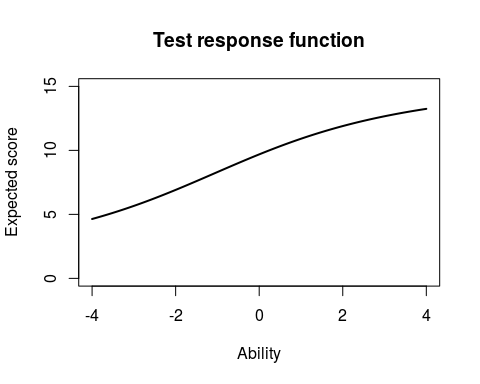 Test response function
Expected score
15
10
5
0
-4 -2 0 2 4
Ability